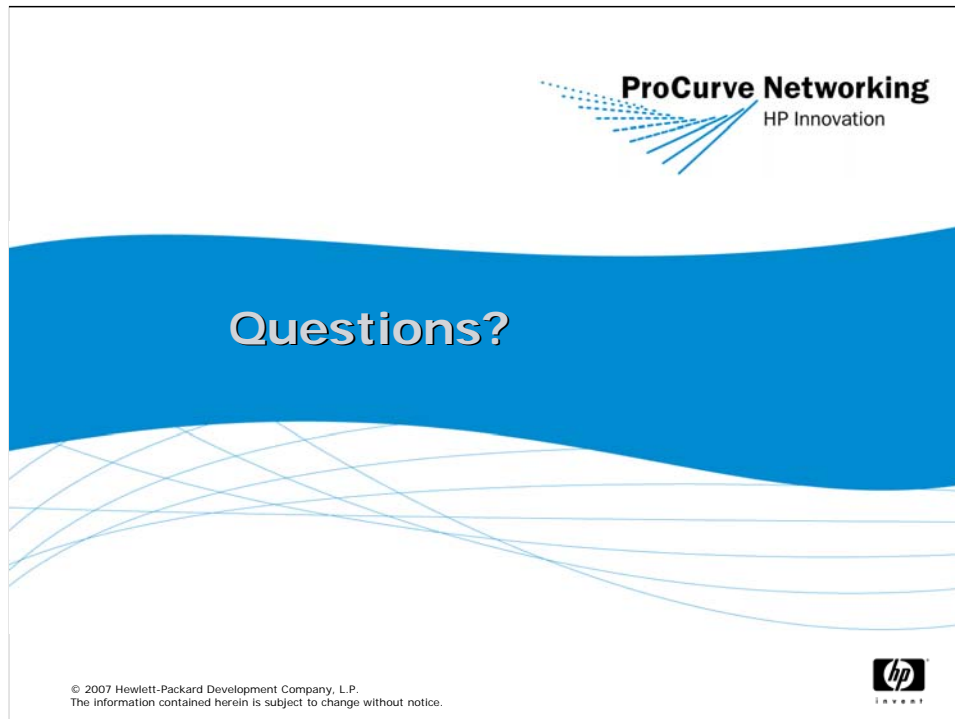 ProCurve Networking
HP Innovation
Questions?
© 2007 Hewlett-Packard Development Company, L.P.
The information contained herein is subject to change without notice.
hp
invent